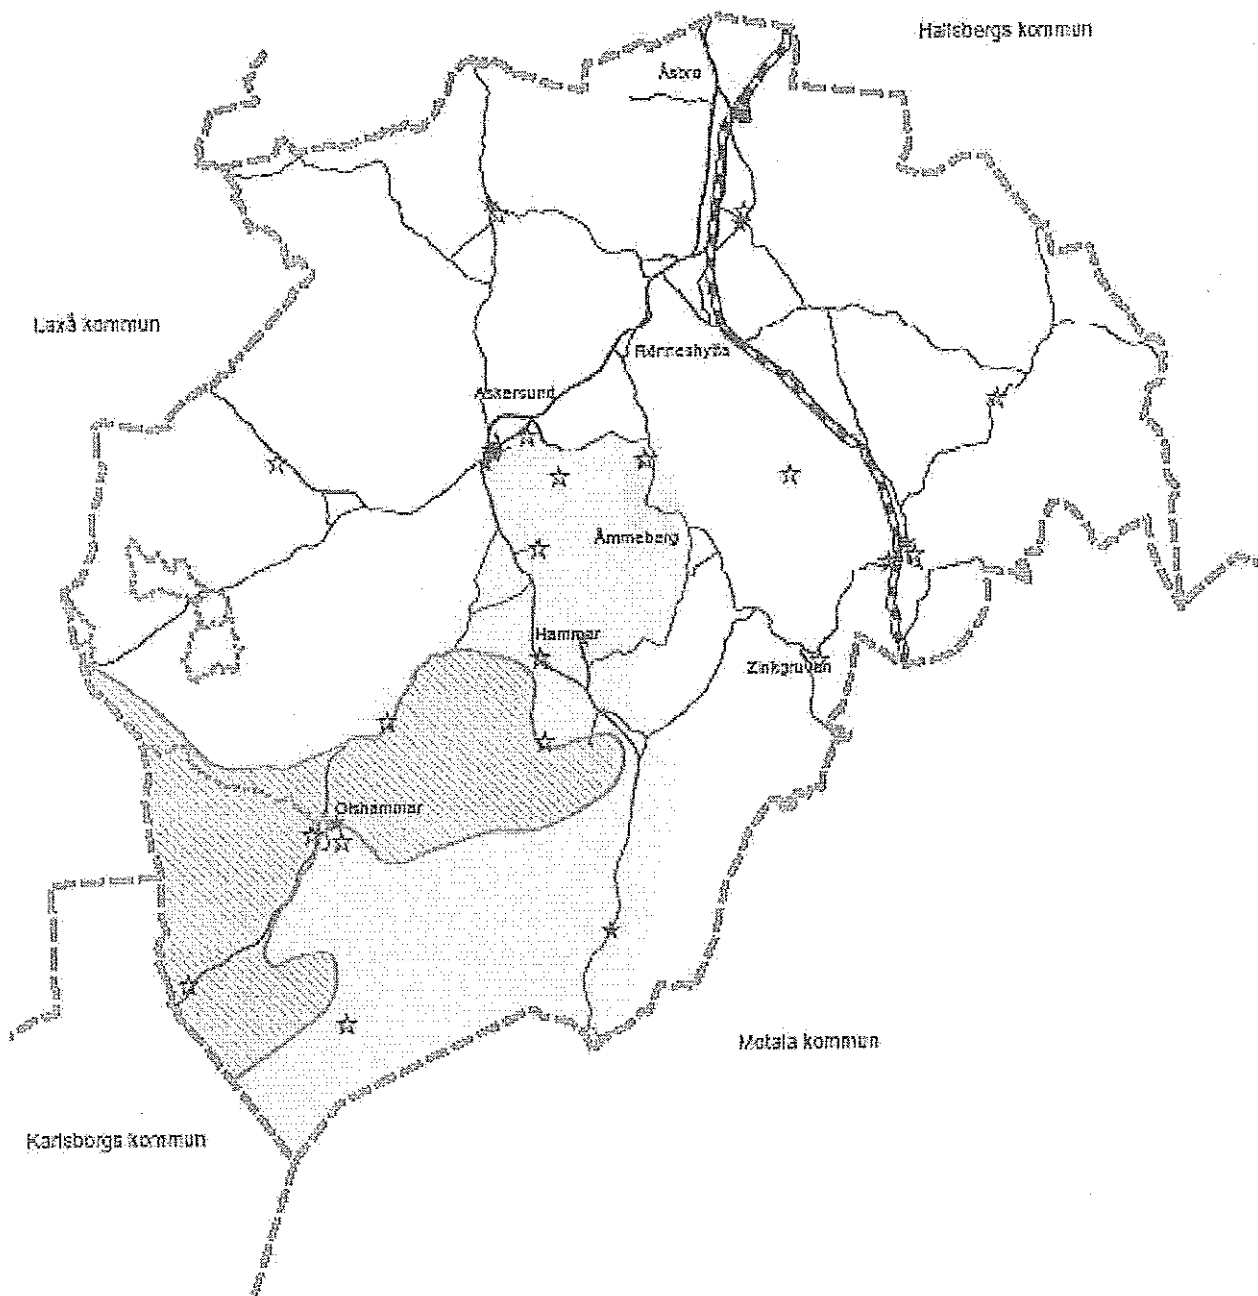 Hallsbergs kommun
Åsbro
Laxå kommun
Rönneshytta
Askersund
Åmmeberg
Hammar
Zinkgruvan
Olshammar
Motala kommun
Karlsborgs kommun